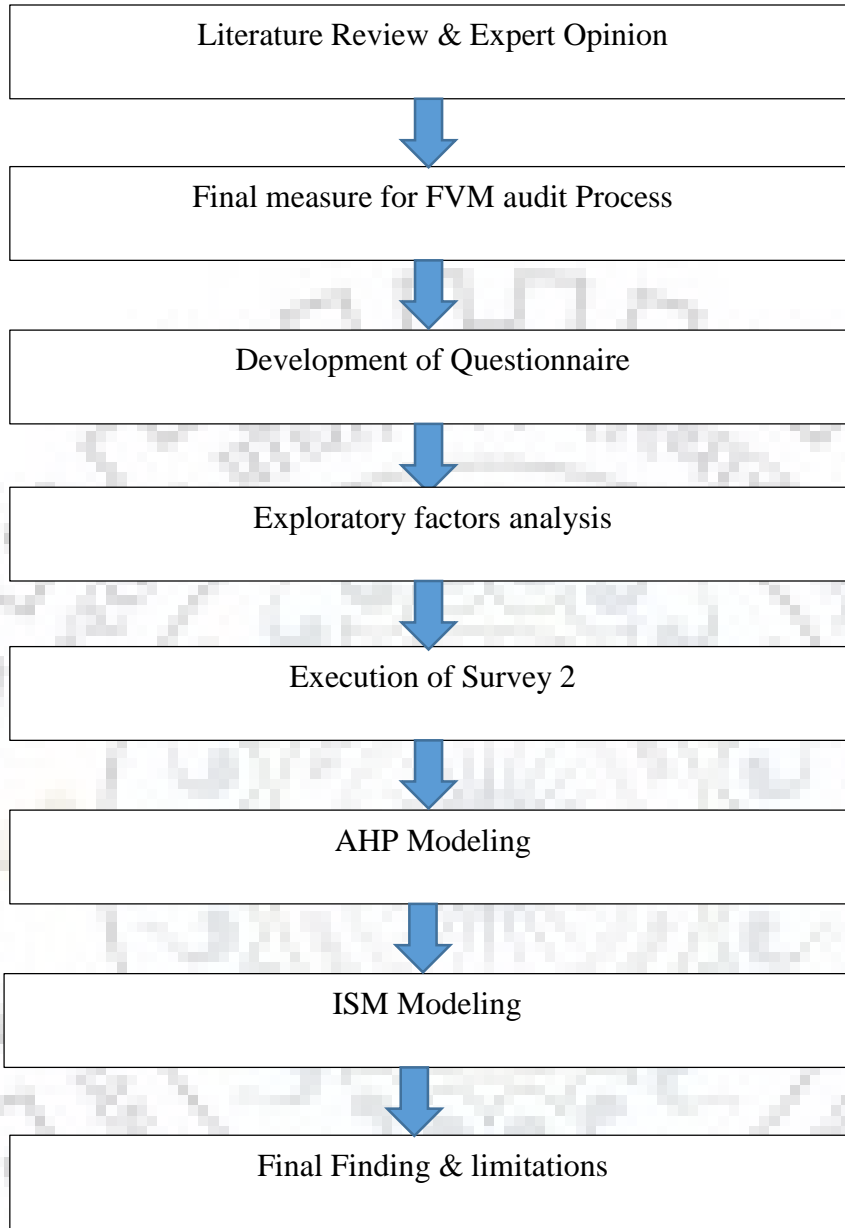 Literature Review & Expert Opinion
Final measure for FVM audit Process
Development of Questionnaire
Exploratory factors analysis
Execution of Survey 2
AHP Modeling
ISM Modeling
Final Finding & limitations